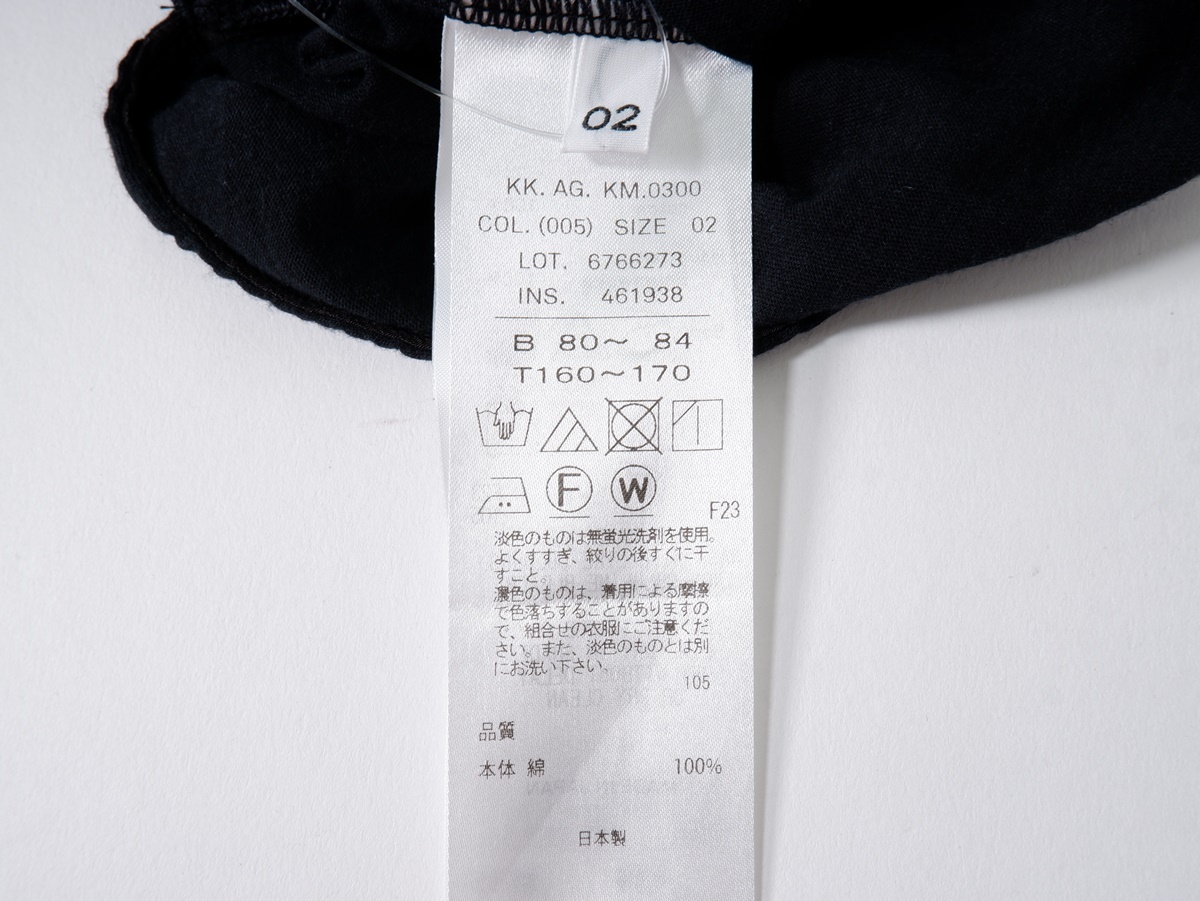 02
KK. AG. KM.0300
COL. (005) SIZE 02
LOT. 6766273
INS. 461938
B 80〜 84
T160〜170
F W
F23
淡色のものは無蛍光洗剤を使用。
よくすすぎ、絞りの後すぐに干
すこと。
濃色のものは、着用による摩擦
で色落ちすることがありますの
で、組合せの衣服にご注意くだ
さい。また、淡色のものとは別
にお洗い下さい。
105
品質
本体 綿 100%
日本製